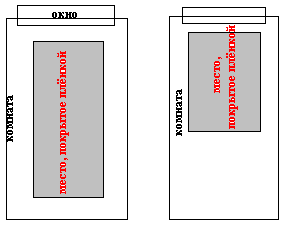 окно
комната
место, покрытое плёнкой
комната
место,
покрытое плёнкой